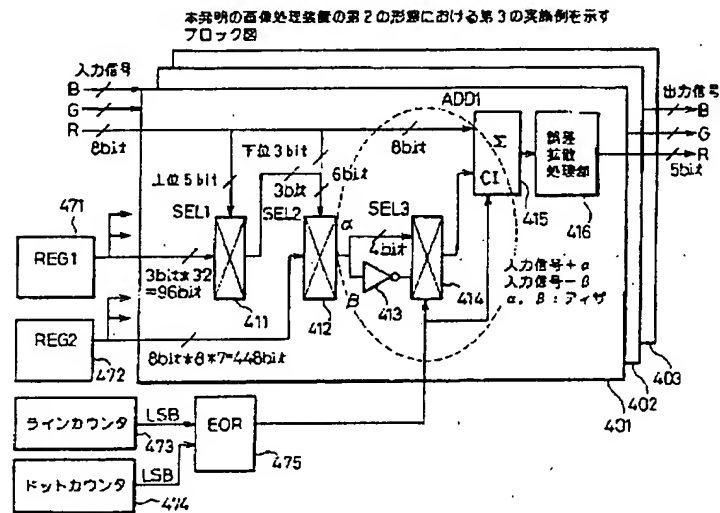 本発明の画像処理装置の第2の形態における第3の実施例を示す
ブロック図
入力信号
B
G
R
8bit
ADD1
出力信号
B
G
R
5bit
上位5bit
下位3bit
3bit
6bit
8bit
Σ
CI
415
誤差
拡散
処理部
416
SEL1
SEL2
SEL3
α
β
4bit
471
REG1
3bit*32
=96bit
411
412
413
414
入力信号+α
入力信号-β
α, β:ディザ
REG2
472
8bit*8*7=448bit
403
402
401
ラインカウンタ
LSB
473
EOR
475
ドットカウンタ
LSB
474